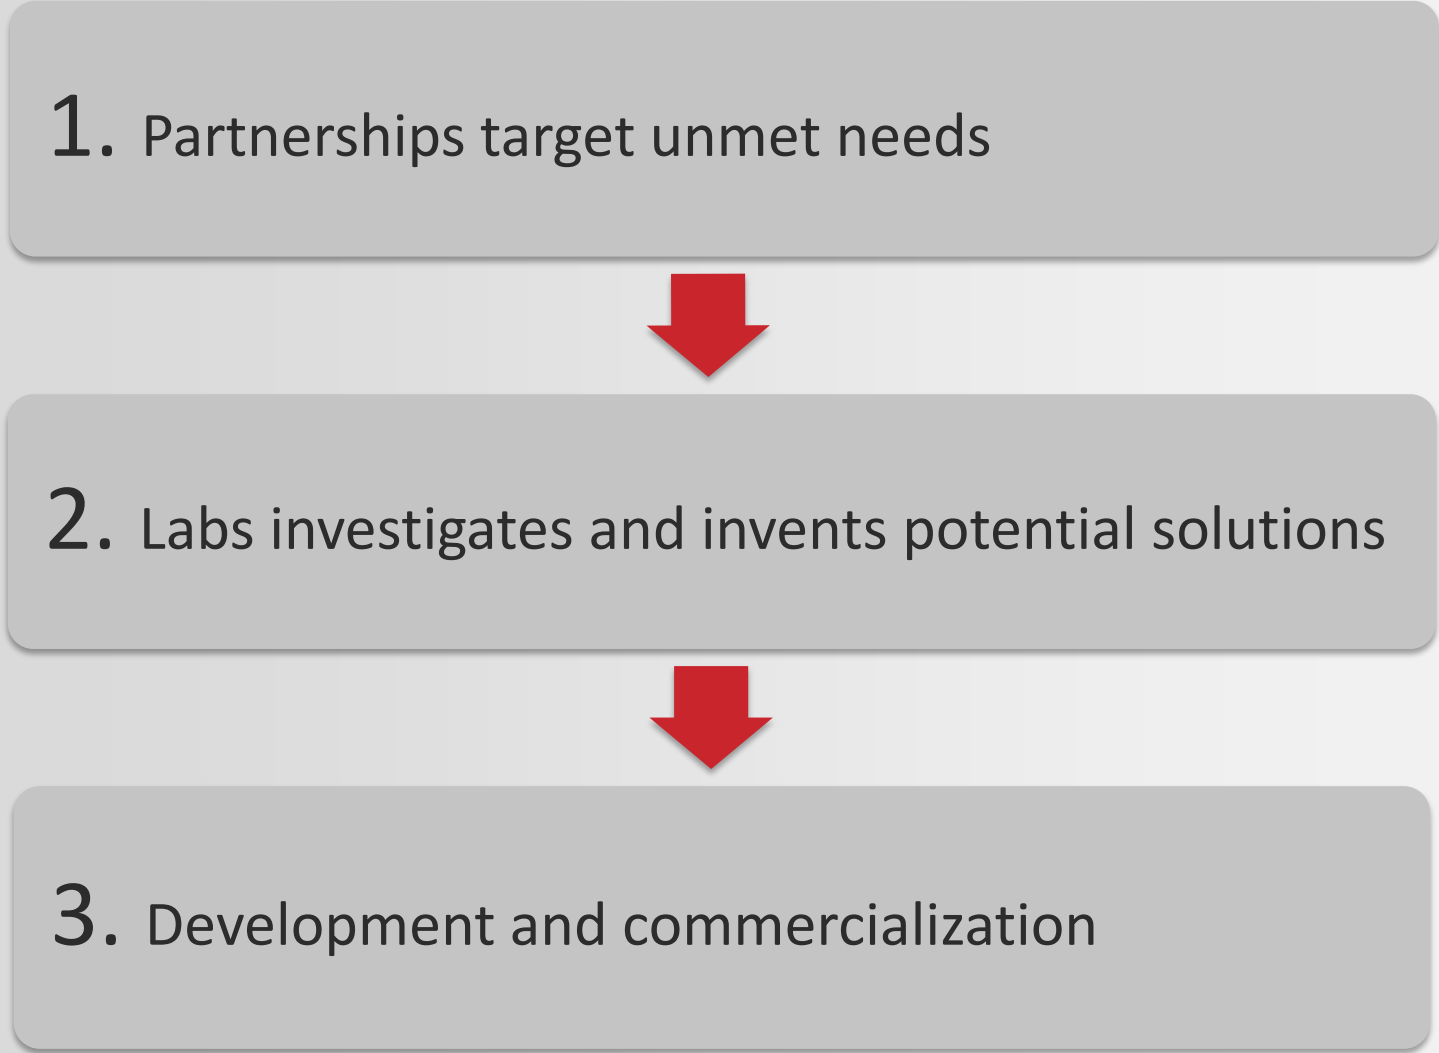 1. Partnerships target unmet needs
2. Labs investigates and invents potential solutions
3. Development and commercialization